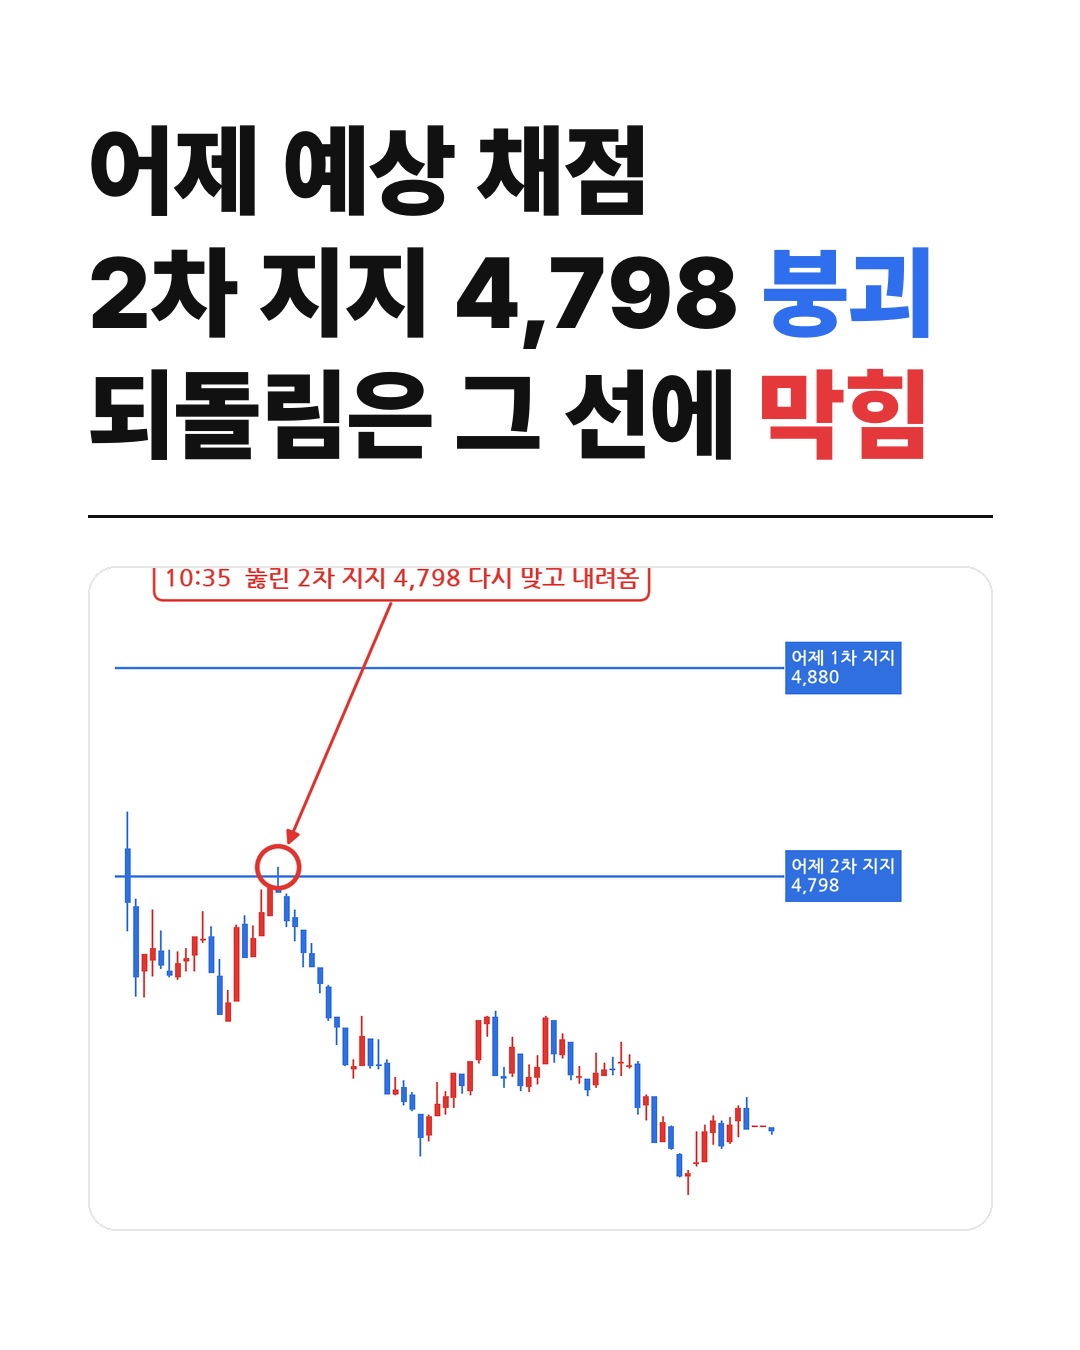 어제 예상 채점
2차 지지 4,798 붕괴
되돌림은 그 선에 막힘
10:35 뚫린 2차 지지 4,798 다시 맞고 내려옴
어제 1차 지지
4,880
어제 2차 지지
4,798